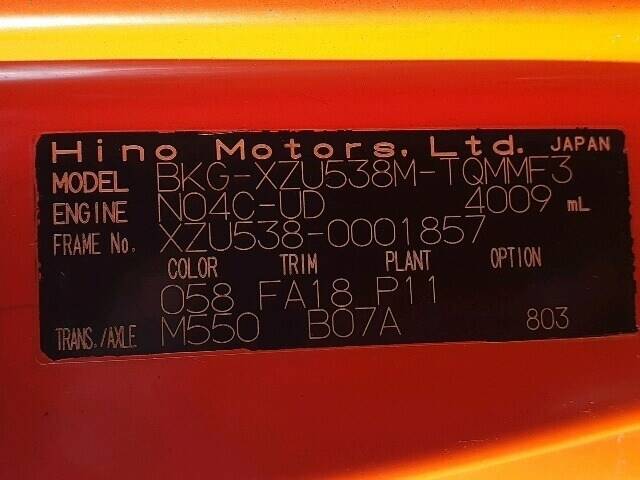 Hino Motors, Ltd. JAPAN
MODEL BKG-XZU538M-TQMMF3
ENGINE N04C-UD 4009 mL
FRAME No. XZU538-0001857
COLOR TRIM PLANT OPTION
058 FA18 P11
TRANS./AXLE M550 B07A 803